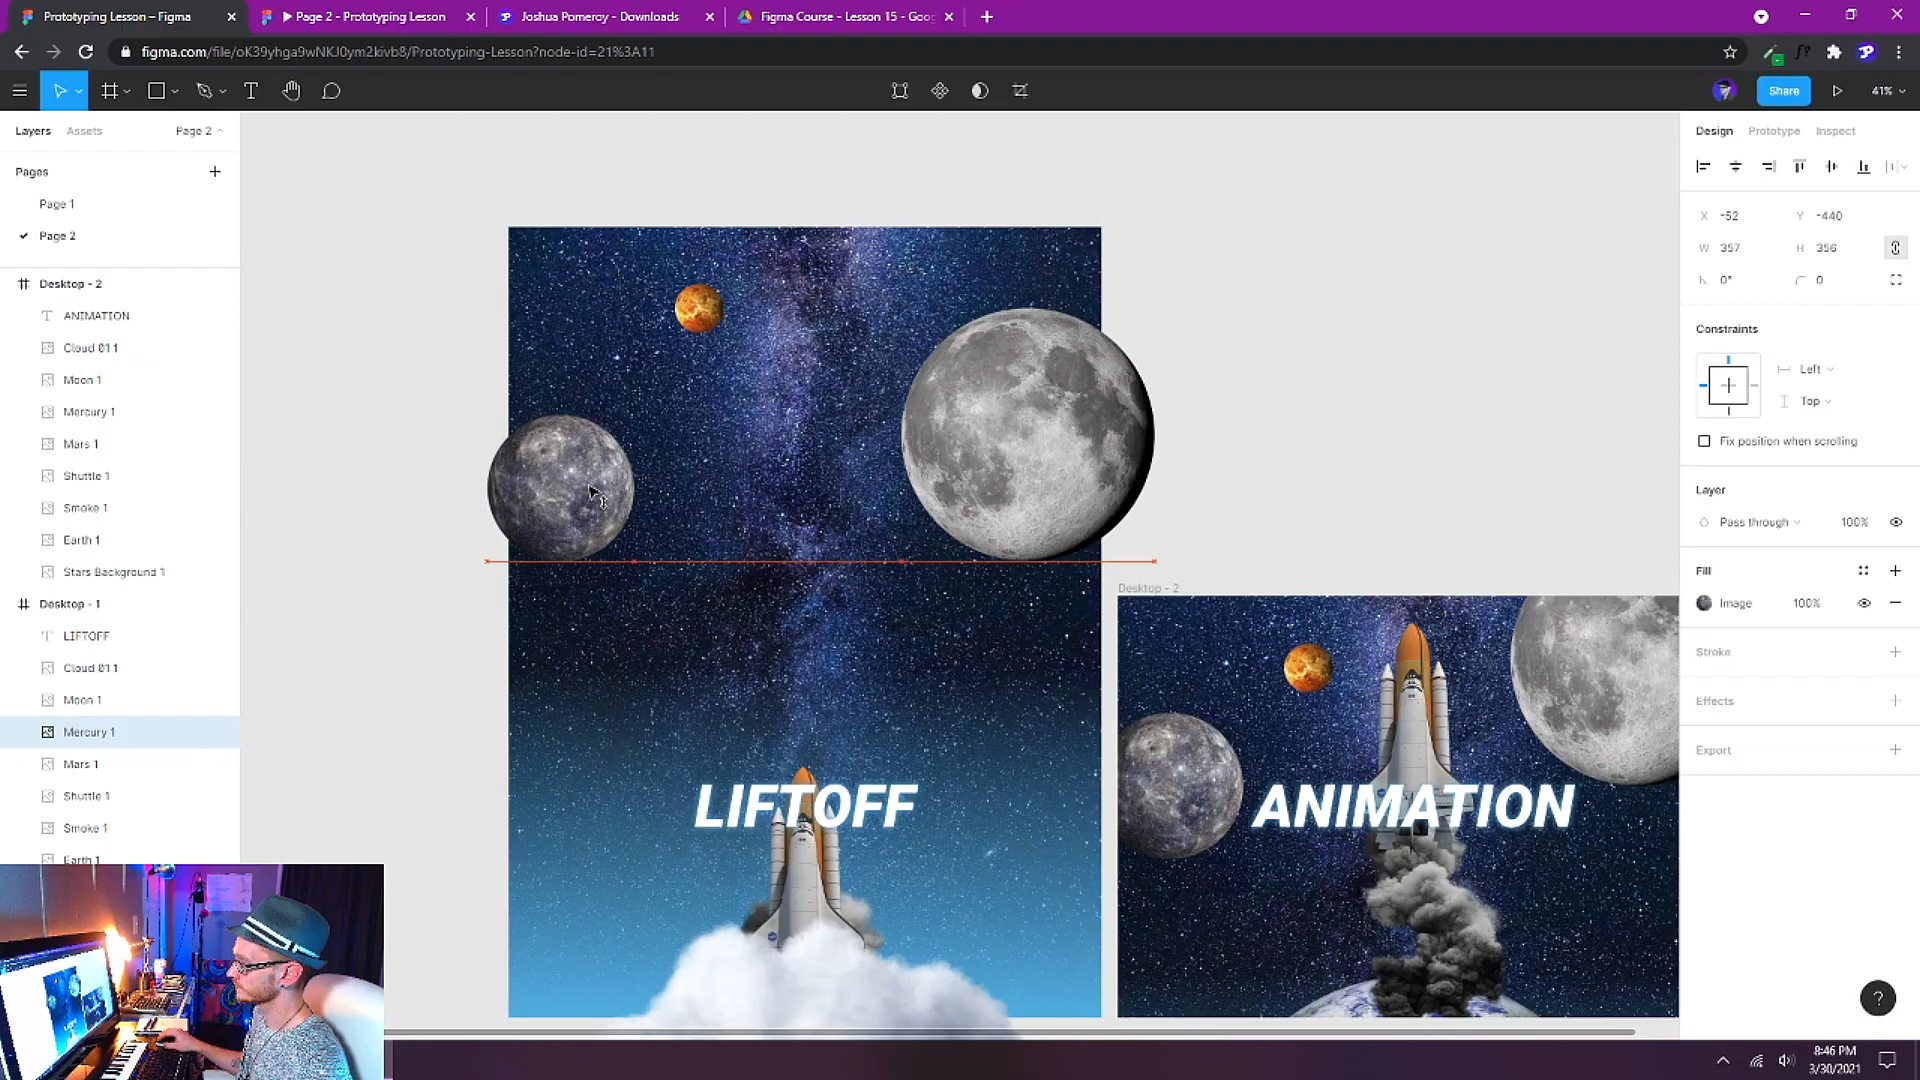 Prototyping Lesson – Figma
Page 2 - Prototyping Lesson
Joshua Pomeroy - Downloads
Figma Course - Lesson 15 - Goog
figma.com/file/oK39yhga9wNKJ0ym2kivb8/Prototyping-Lesson?node-id=21%3A11
Share
41%
Layers
Assets
Page 2
Design
Prototype
Inspect
Pages
Page 1
Page 2
X -52
Y -440
W 357
H 356
0°
0
Desktop - 2
ANIMATION
Cloud 01 1
Moon 1
Mercury 1
Mars 1
Shuttle 1
Smoke 1
Earth 1
Stars Background 1
Desktop - 1
LIFTOFF
Cloud 01 1
Moon 1
Mercury 1
Mars 1
Shuttle 1
Smoke 1
Earth 1
Constraints
Left
Top
Fix position when scrolling
Layer
Pass through
100%
Fill
Image
100%
Stroke
Effects
Export
Desktop - 2
LIFTOFF
ANIMATION
?
8:46 PM
3/30/2021